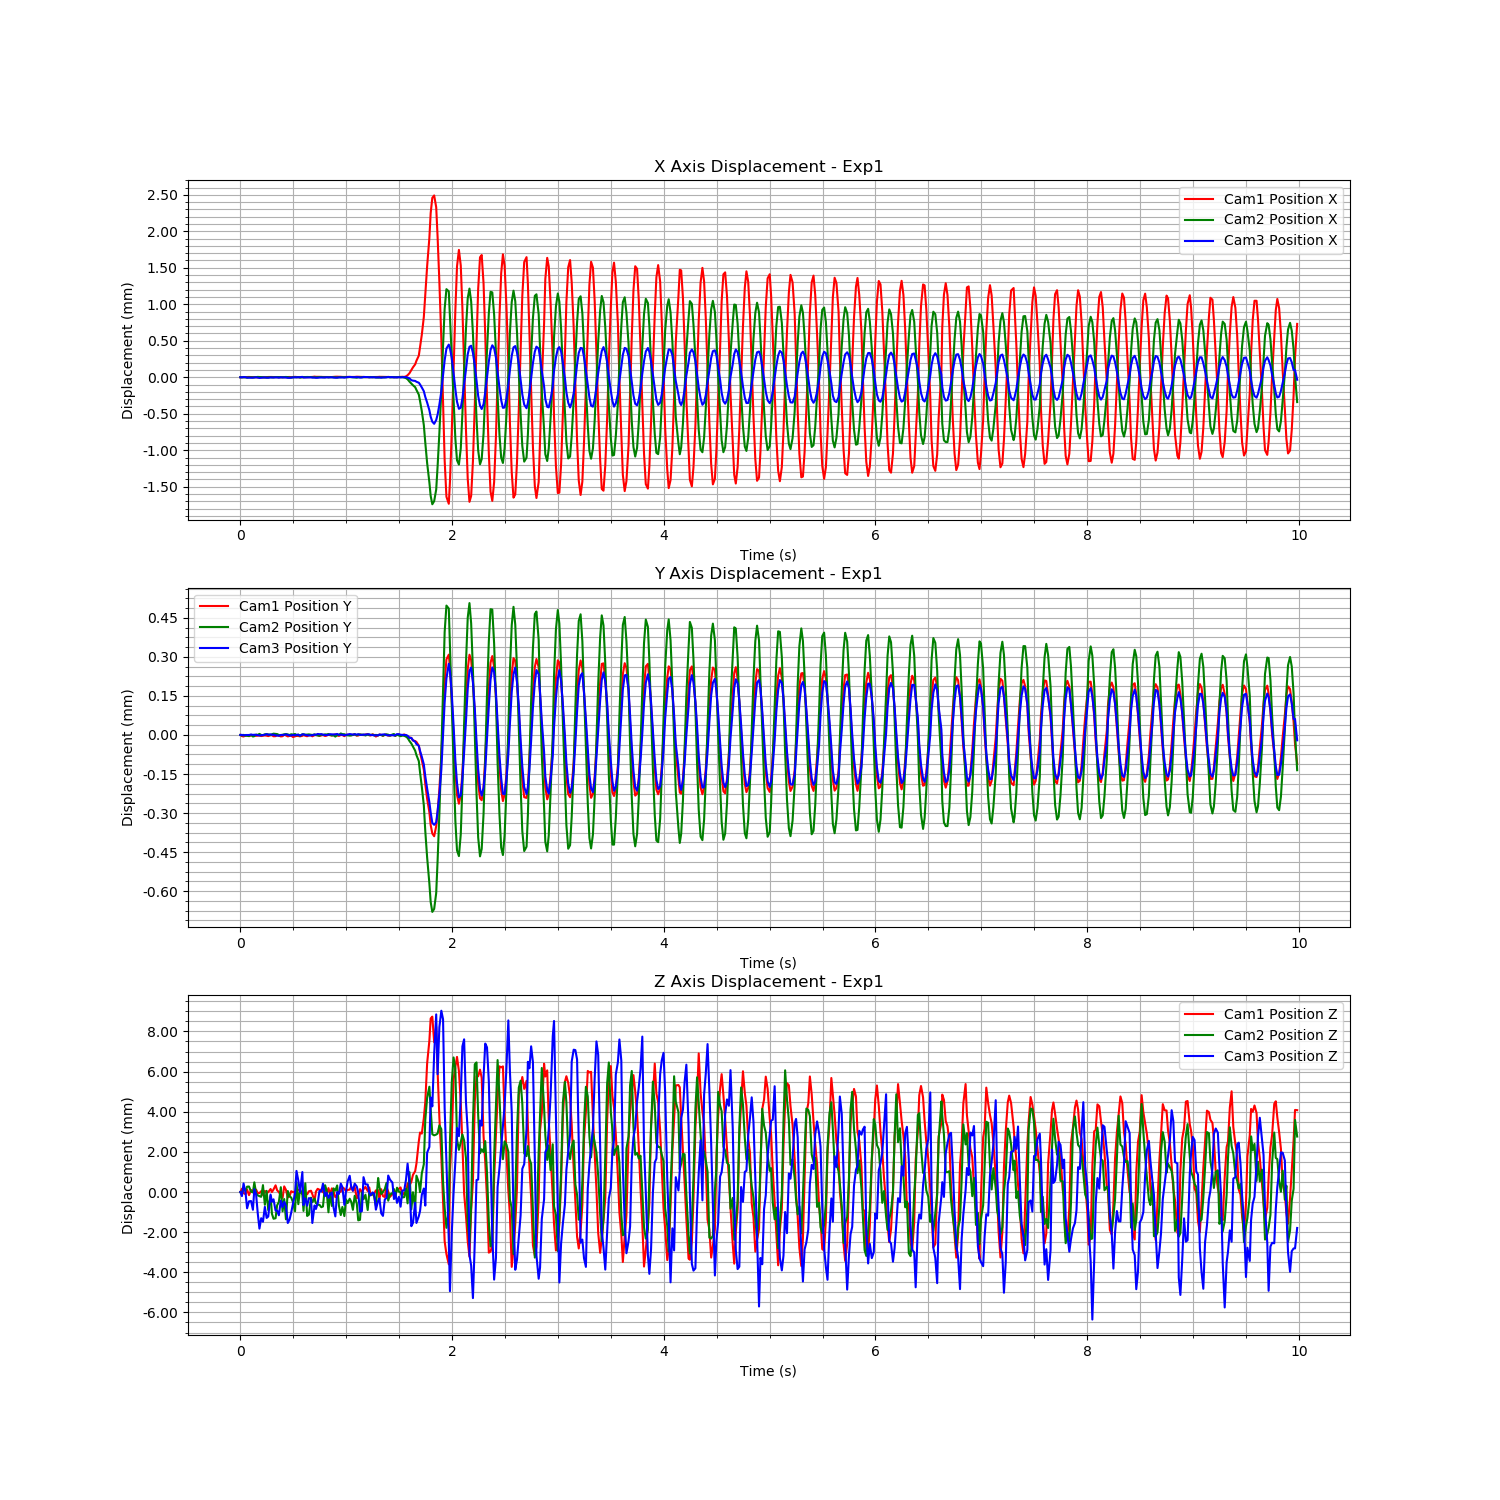 X Axis Displacement - Exp1
2.50
2.00
1.50
1.00
0.50
0.00
-0.50
-1.00
-1.50
Displacement (mm)
Cam1 Position X
Cam2 Position X
Cam3 Position X
0 2 4 6 8 10
Time (s)
Y Axis Displacement - Exp1
0.45
0.30
0.15
0.00
-0.15
-0.30
-0.45
-0.60
Displacement (mm)
Cam1 Position Y
Cam2 Position Y
Cam3 Position Y
0 2 4 6 8 10
Time (s)
Z Axis Displacement - Exp1
8.00
6.00
4.00
2.00
0.00
-2.00
-4.00
-6.00
Displacement (mm)
Cam1 Position Z
Cam2 Position Z
Cam3 Position Z
0 2 4 6 8 10
Time (s)